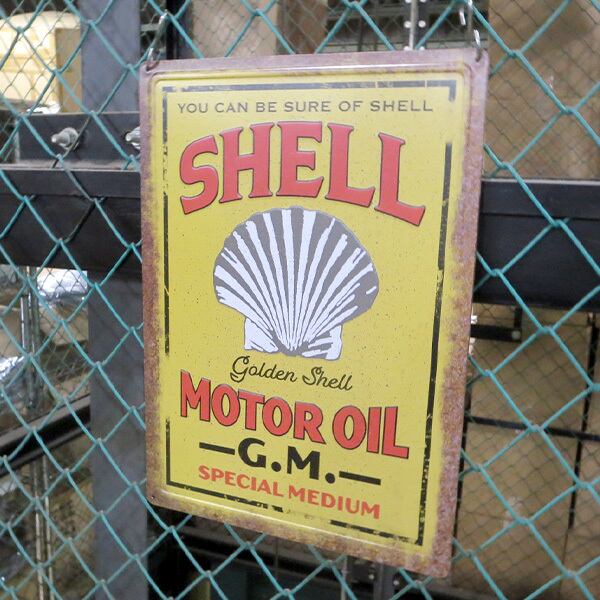 YOU CAN BE SURE OF SHELL
SHELL
Golden Shell
MOTOR OIL
—G.M.—
SPECIAL MEDIUM